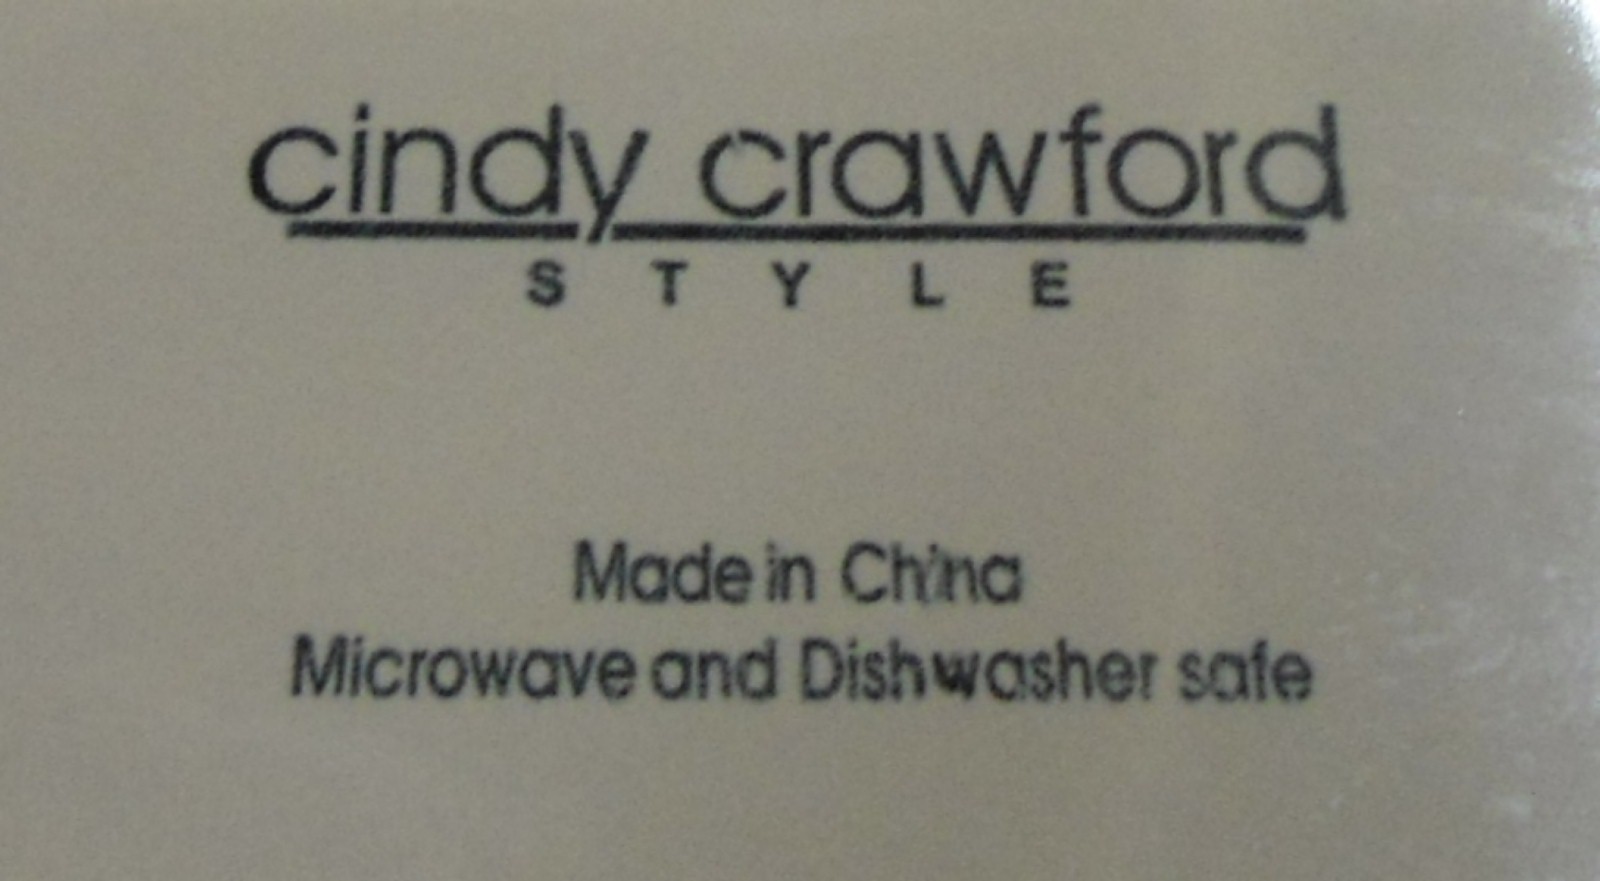 cindy crawford
STYLE
Made in China
Microwave and Dishwasher safe